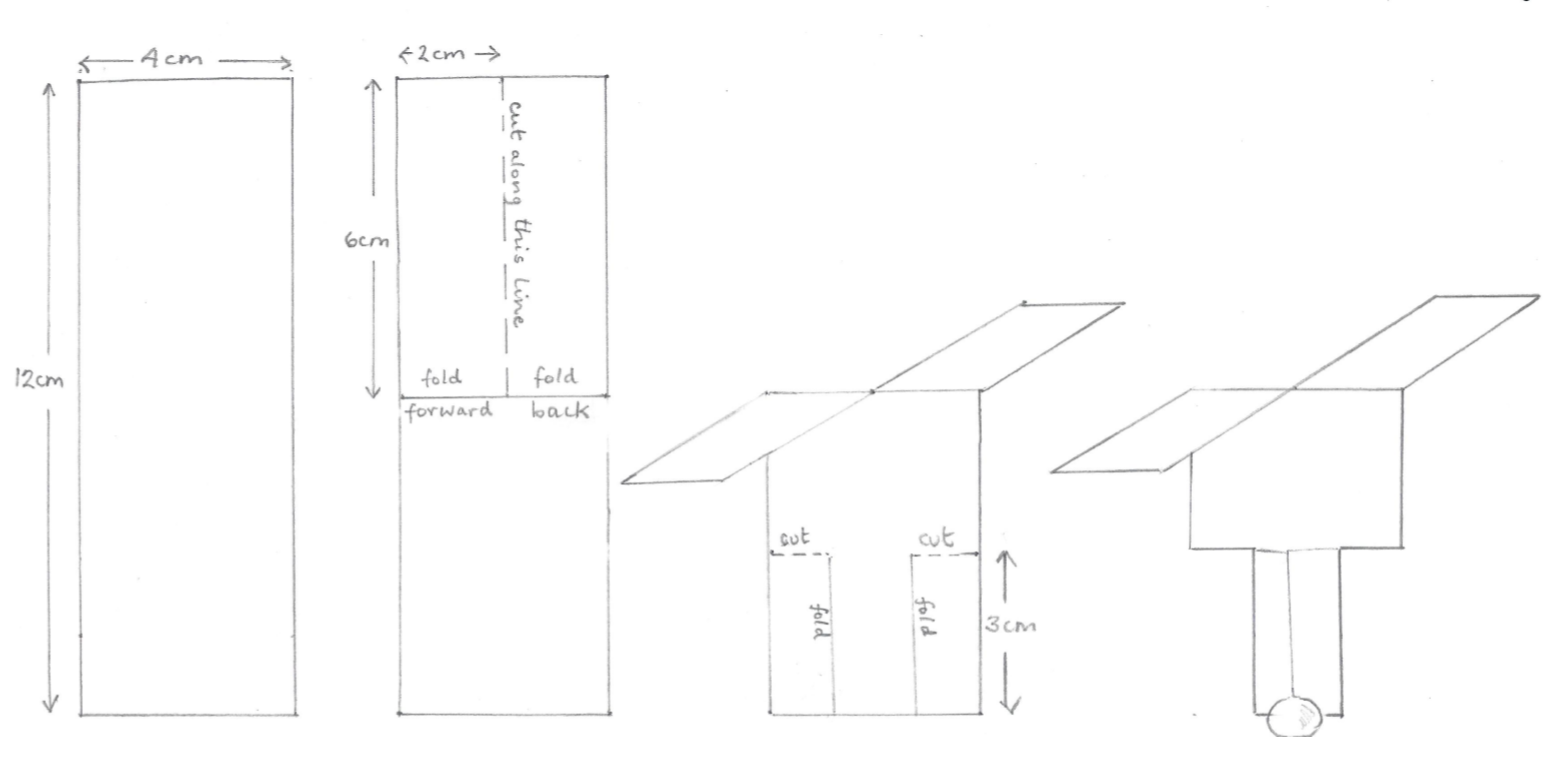 4cm
12cm
2cm
6cm
cut along this line
fold
forward
fold
back
cut
cut
fold
fold
3cm